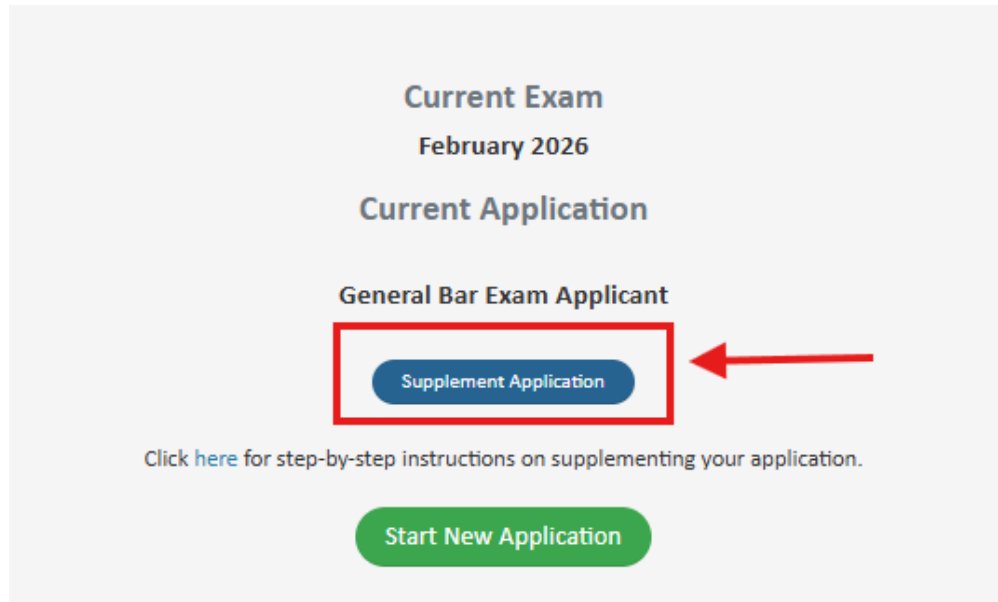 Current Exam
February 2026
Current Application
General Bar Exam Applicant
Supplement Application
Click here for step-by-step instructions on supplementing your application.
Start New Application